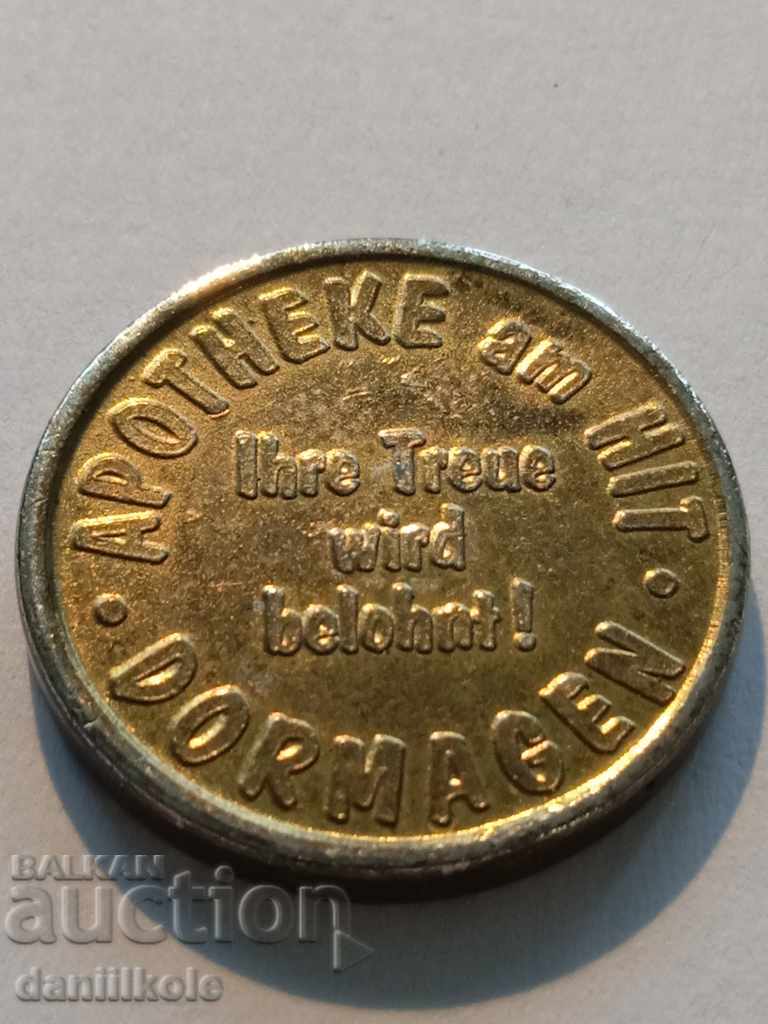 • APOTHEKE am HIT •
Ihre Treue
wird
belohnt!
DORMAGEN
BALKAN
auction
daniilkole